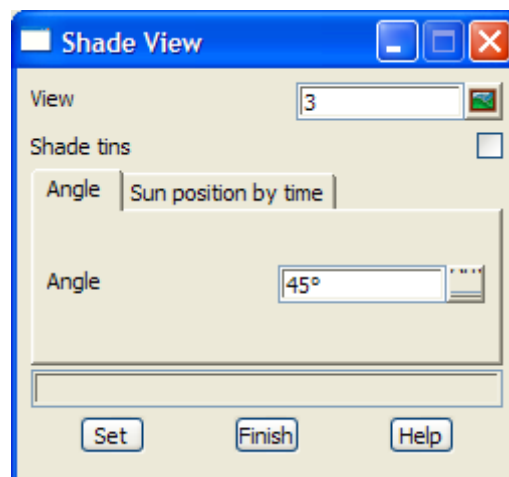 Shade View
View 3
Shade tins
Angle Sun position by time
Angle 45°
Set Finish Help